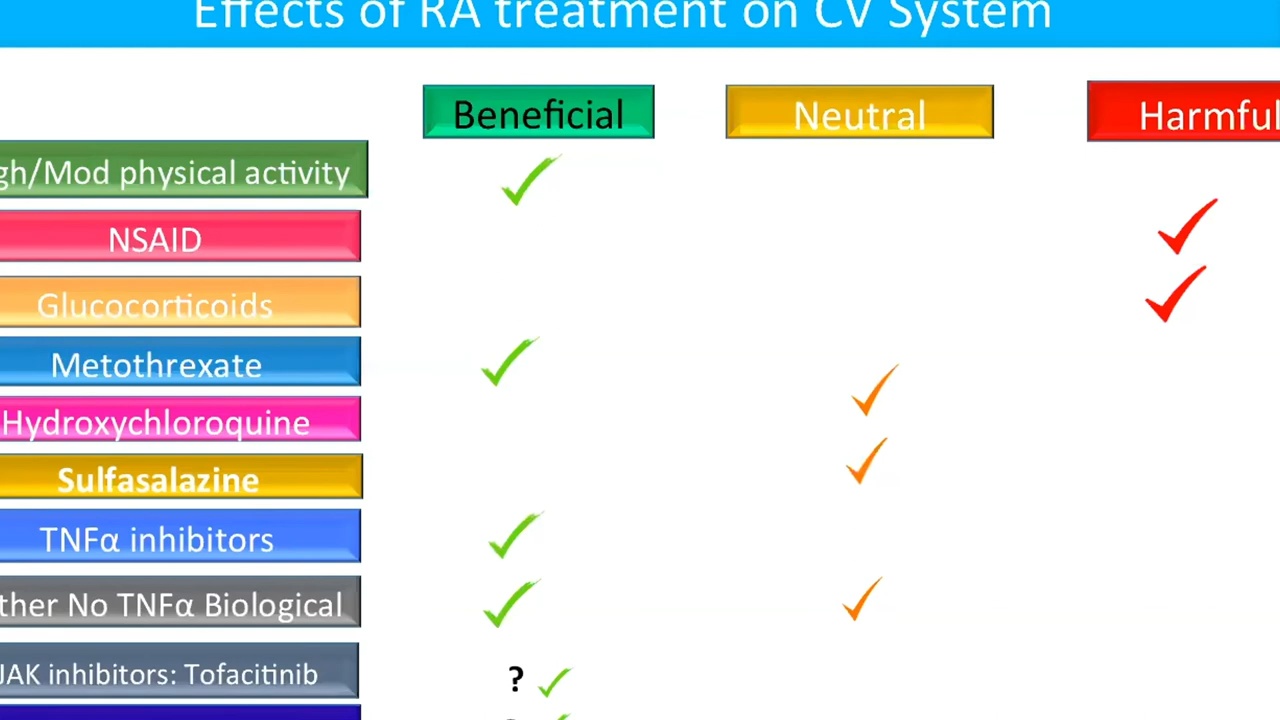 Effects of RA treatment on CV System
Beneficial Neutral Harmful
gh/Mod physical activity
NSAID
Glucocorticoids
Metothrexate
Hydroxychloroquine
Sulfasalazine
TNFα inhibitors
ther No TNFα Biological
JAK inhibitors: Tofacitinib ?